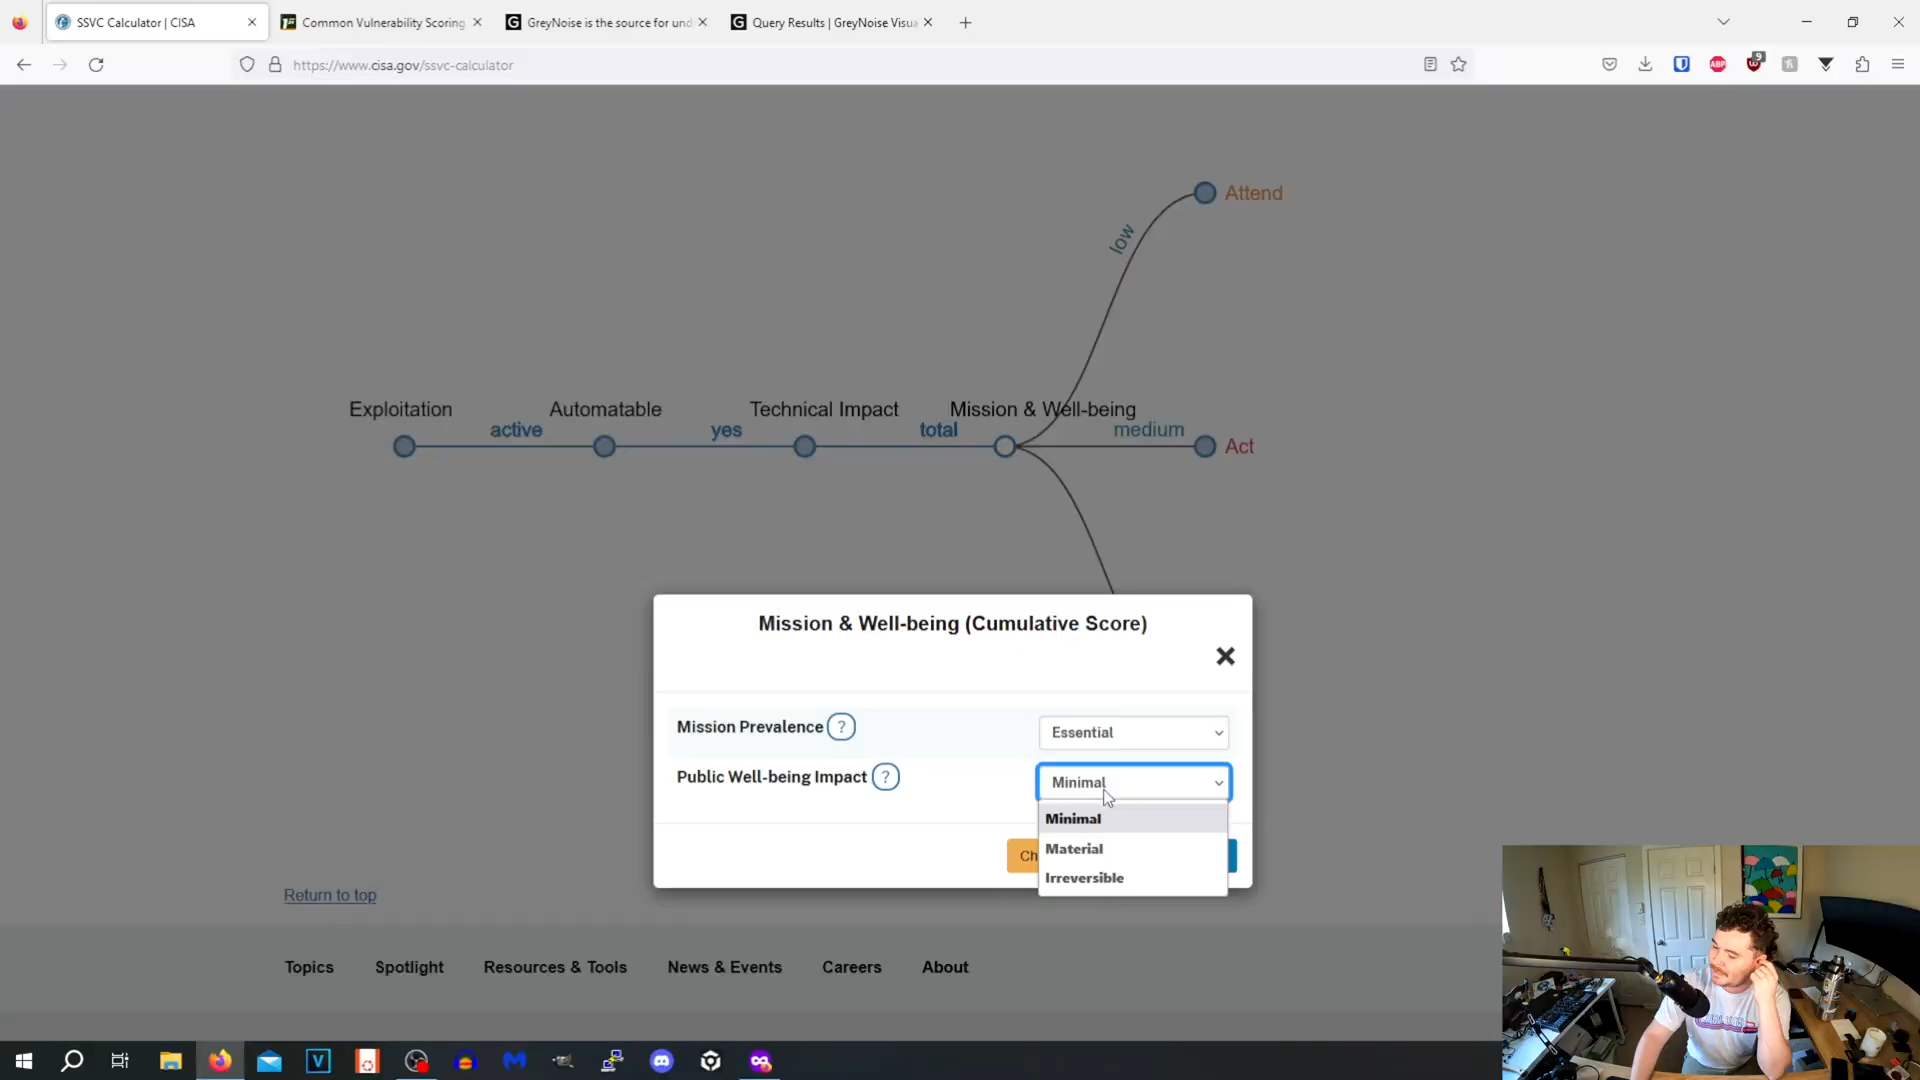 SSVC Calculator | CISA
Common Vulnerability Scoring
GreyNoise is the source for und
Query Results | GreyNoise Visua
https://www.cisa.gov/ssvc-calculator
ABP
9
Attend
low
Exploitation
Automatable
Technical Impact
Mission & Well-being
active
yes
total
medium
Act
Mission & Well-being (Cumulative Score)
Mission Prevalence ?
Essential
Public Well-being Impact ?
Minimal
Minimal
Material
Irreversible
Ch
Return to top
Topics
Spotlight
Resources & Tools
News & Events
Careers
About